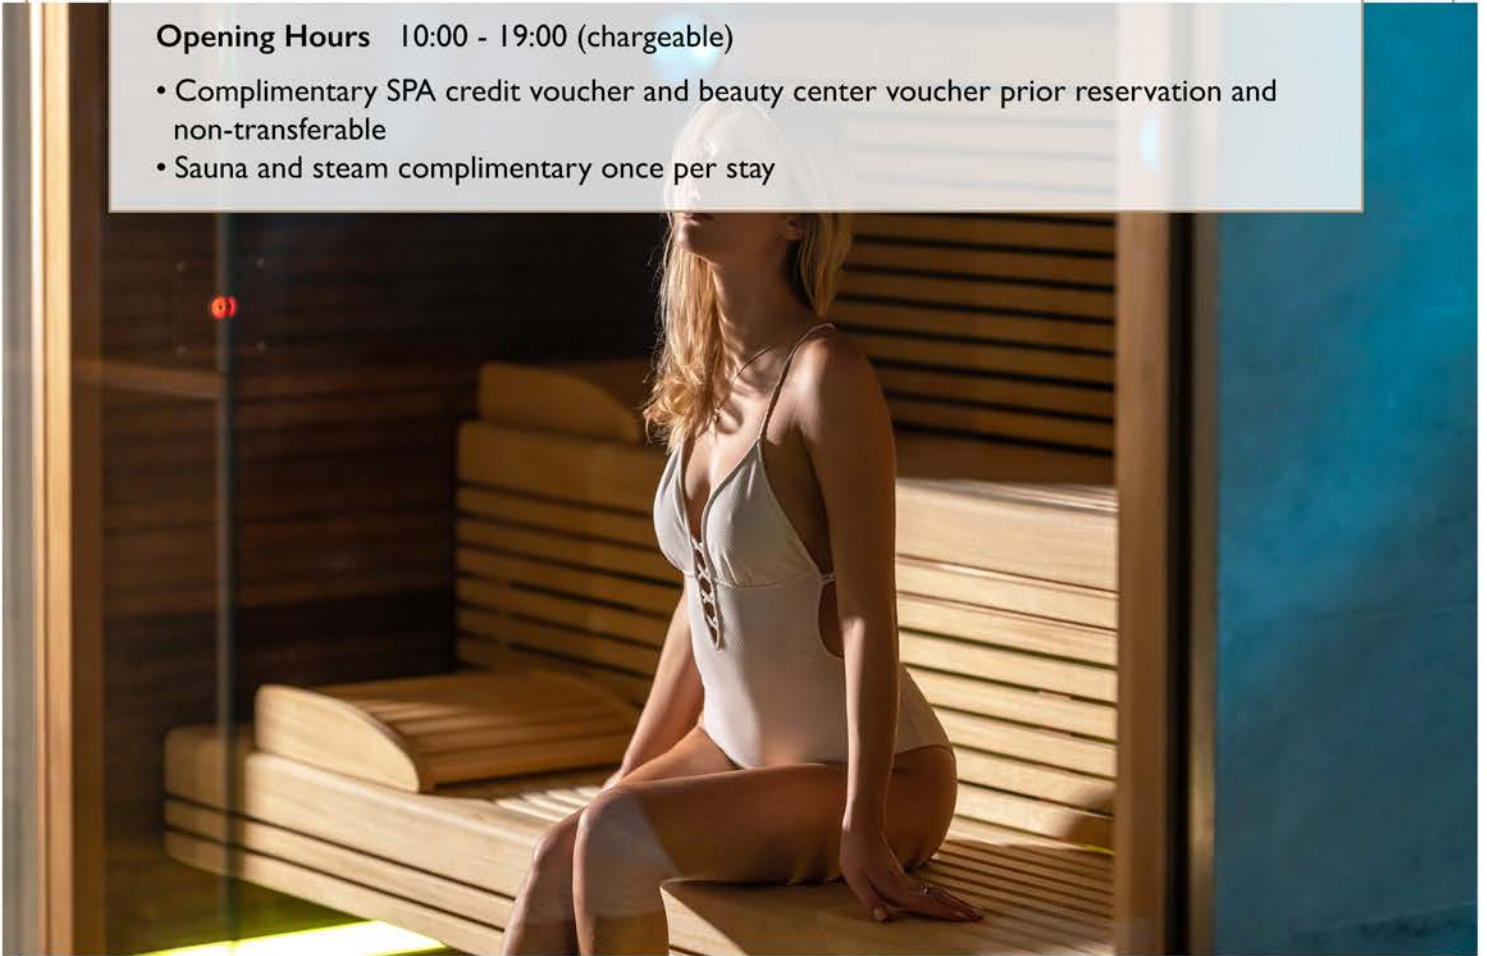 Opening Hours 10:00 - 19:00 (chargeable)
• Complimentary SPA credit voucher and beauty center voucher prior reservation and
non-transferable
• Sauna and steam complimentary once per stay